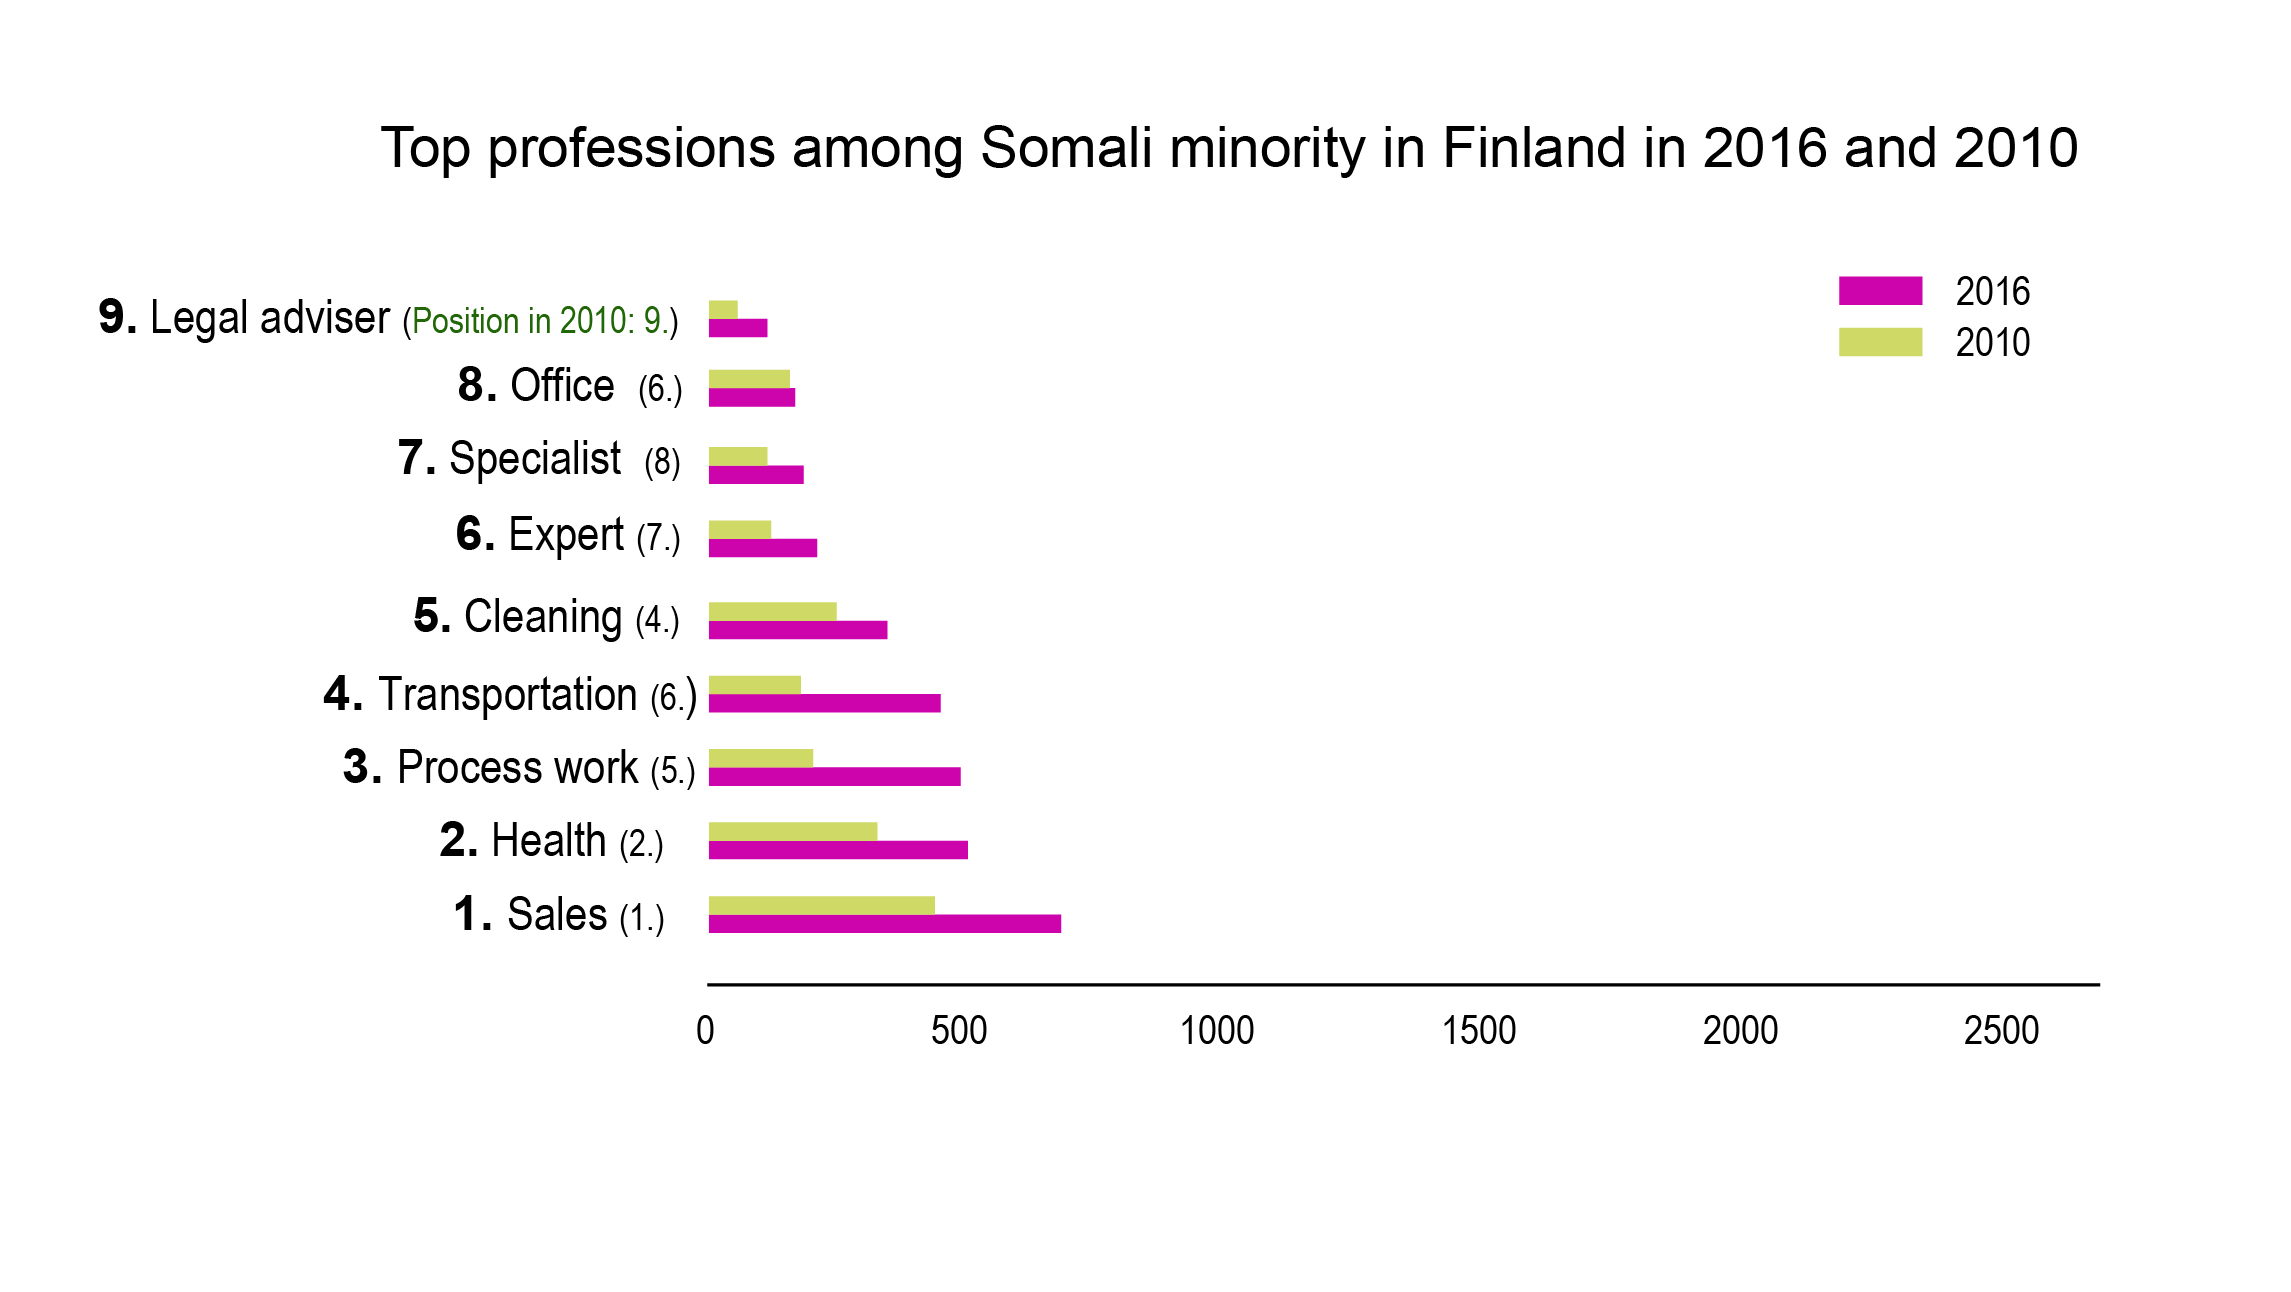 Top professions among Somali minority in Finland in 2016 and 2010
2016
2010
9. Legal adviser (Position in 2010: 9.)
8. Office (6.)
7. Specialist (8)
6. Expert (7.)
5. Cleaning (4.)
4. Transportation (6.)
3. Process work (5.)
2. Health (2.)
1. Sales (1.)
0 500 1000 1500 2000 2500